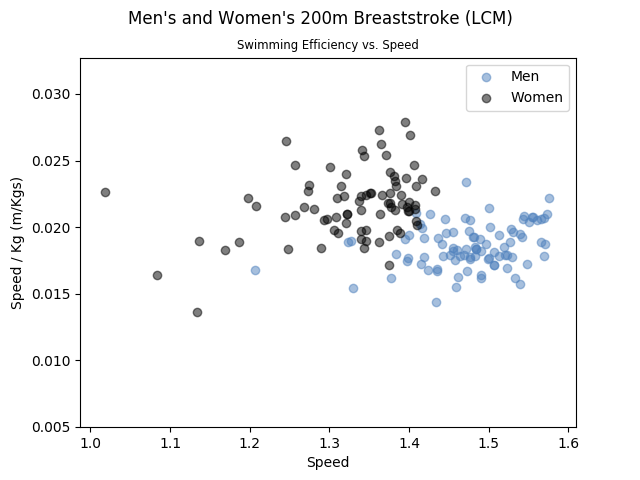 Men's and Women's 200m Breaststroke (LCM)
Swimming Efficiency vs. Speed
Men
Women
0.030
0.025
0.020
0.015
0.010
0.005
Speed / Kg (m/Kgs)
1.0 1.1 1.2 1.3 1.4 1.5 1.6
Speed